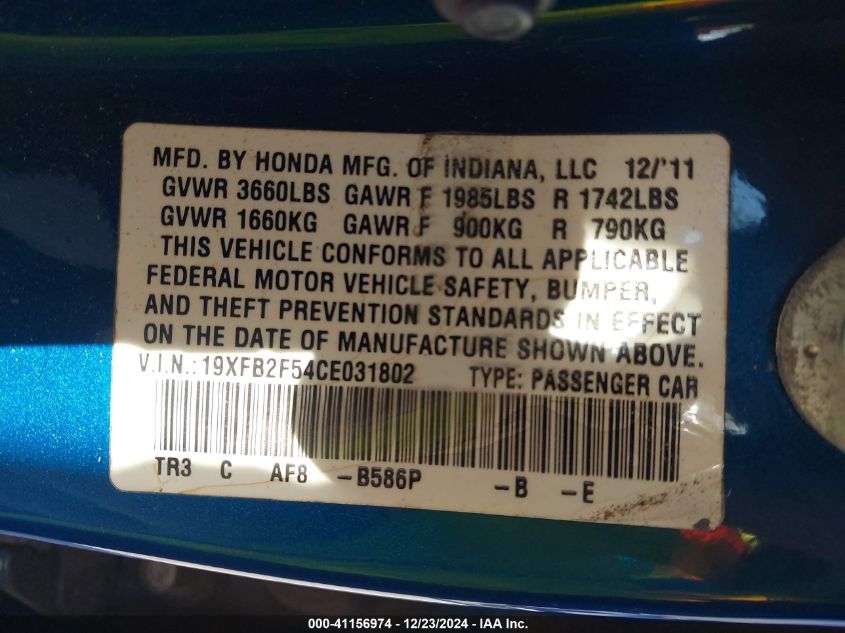 MFD. BY HONDA MFG. OF INDIANA, LLC 12/'11
GVWR 3660LBS GAWR F 1985LBS R 1742LBS
GVWR 1660KG GAWR F 900KG R 790KG
THIS VEHICLE CONFORMS TO ALL APPLICABLE
FEDERAL MOTOR VEHICLE SAFETY, BUMPER,
AND THEFT PREVENTION STANDARDS IN EFFECT
ON THE DATE OF MANUFACTURE SHOWN ABOVE.
V.I.N.:19XFB2F54CE031802 TYPE: PASSENGER CAR
TR3 C AF8 -B586P -B -E
000-41156974 - 12/23/2024 - IAA Inc.